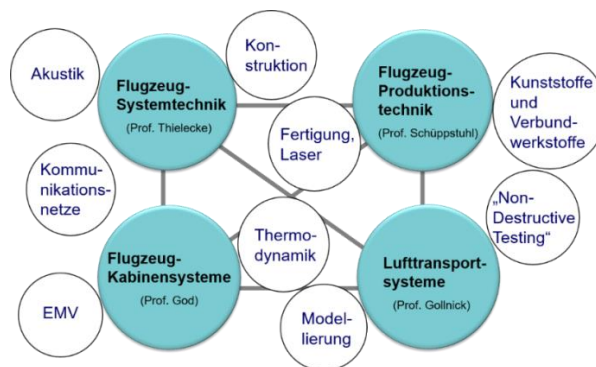 Akustik
Flugzeug-
Systemtechnik
(Prof. Thielecke)
Kon-
struktion
Flugzeug-
Produktions-
technik
(Prof. Schüppstuhl)
Kunststoffe
und
Verbund-
werkstoffe
Fertigung,
Laser
Kommu-
nikations-
netze
„Non-
Destructive
Testing“
Flugzeug-
Kabinensysteme
(Prof. God)
Thermo-
dynamik
Lufttransport-
systeme
(Prof. Gollnick)
EMV
Model-
lierung